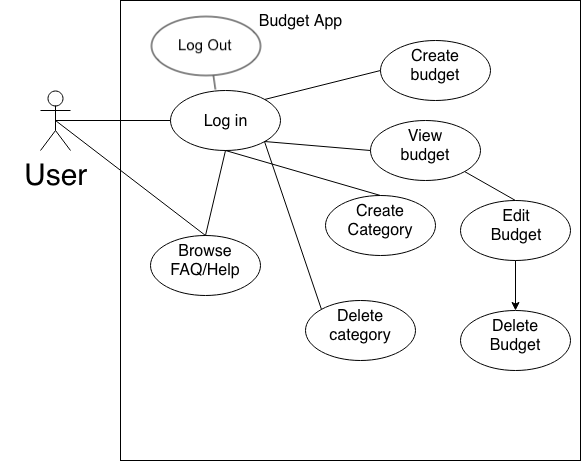 Budget App
Log Out
Create
budget
Log in
View
budget
User
Create
Category
Edit
Budget
Browse
FAQ/Help
Delete
category
Delete
Budget